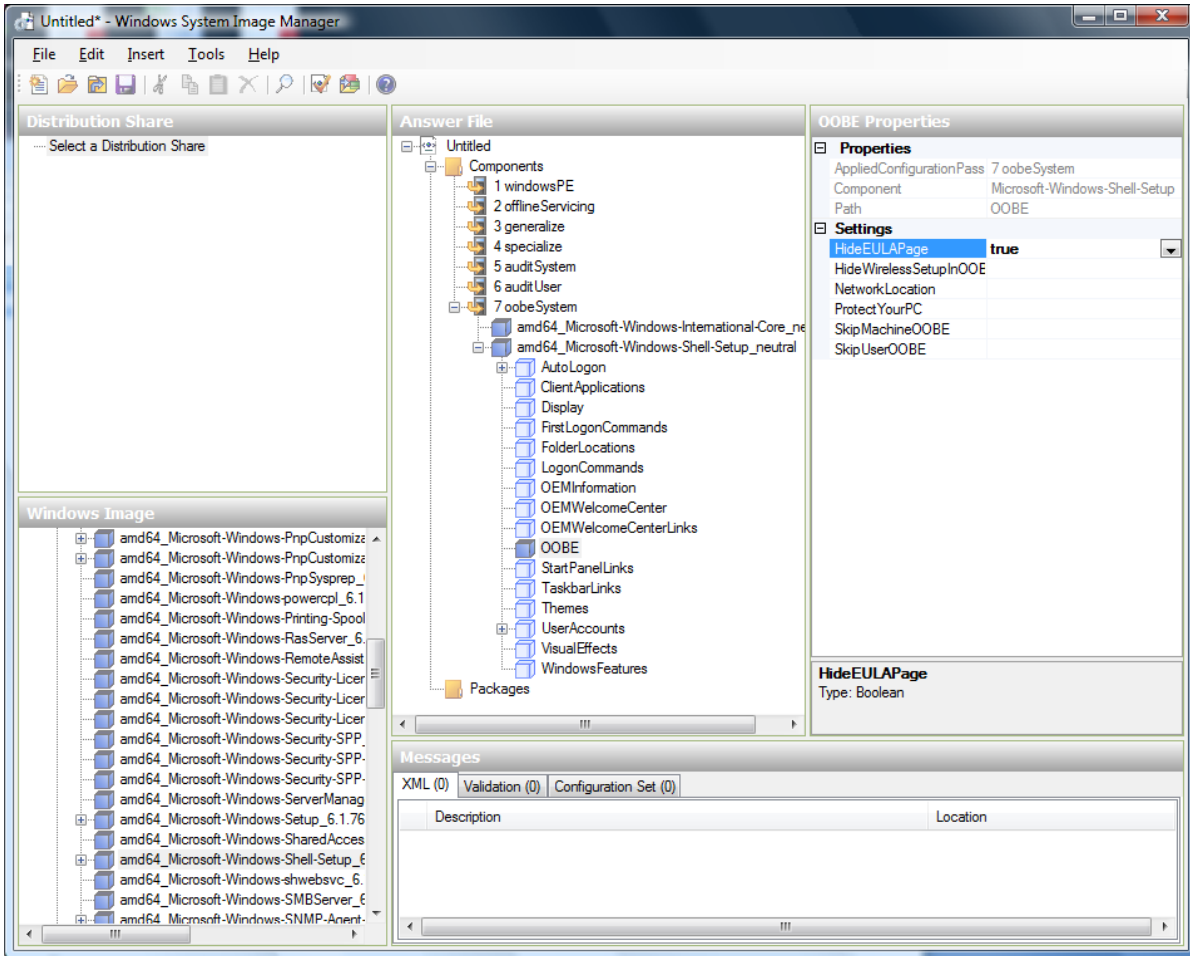 Untitled* - Windows System Image Manager
File Edit Insert Tools Help
Distribution Share
Select a Distribution Share
Windows Image
amd64_Microsoft-Windows-PnpCustomiza
amd64_Microsoft-Windows-PnpCustomiza
amd64_Microsoft-Windows-PnpSysprep_
amd64_Microsoft-Windows-powercpl_6.1
amd64_Microsoft-Windows-Printing-Spool
amd64_Microsoft-Windows-RasServer_6.
amd64_Microsoft-Windows-RemoteAssist
amd64_Microsoft-Windows-Security-Licer
amd64_Microsoft-Windows-Security-Licer
amd64_Microsoft-Windows-Security-Licer
amd64_Microsoft-Windows-Security-SPP_
amd64_Microsoft-Windows-Security-SPP-
amd64_Microsoft-Windows-Security-SPP-
amd64_Microsoft-Windows-ServerManag
amd64_Microsoft-Windows-Setup_6.1.76
amd64_Microsoft-Windows-SharedAcces
amd64_Microsoft-Windows-Shell-Setup_6
amd64_Microsoft-Windows-shwebsvc_6.
amd64_Microsoft-Windows-SMBServer_6
amd64_Microsoft-Windows-SNMP-Agent-
Answer File
Untitled
Components
1 windowsPE
2 offlineServicing
3 generalize
4 specialize
5 auditSystem
6 auditUser
7 oobeSystem
amd64_Microsoft-Windows-International-Core_ne
amd64_Microsoft-Windows-Shell-Setup_neutral
AutoLogon
ClientApplications
Display
FirstLogonCommands
FolderLocations
LogonCommands
OEMInformation
OEMWelcomeCenter
OEMWelcomeCenterLinks
OOBE
StartPanelLinks
TaskbarLinks
Themes
UserAccounts
VisualEffects
WindowsFeatures
Packages
OOBE Properties
Properties
AppliedConfigurationPass 7 oobeSystem
Component Microsoft-Windows-Shell-Setup
Path OOBE
Settings
HideEULAPage true
HideWirelessSetupInOOE
NetworkLocation
ProtectYourPC
SkipMachineOOBE
SkipUserOOBE
HideEULAPage
Type: Boolean
Messages
XML (0) Validation (0) Configuration Set (0)
Description Location